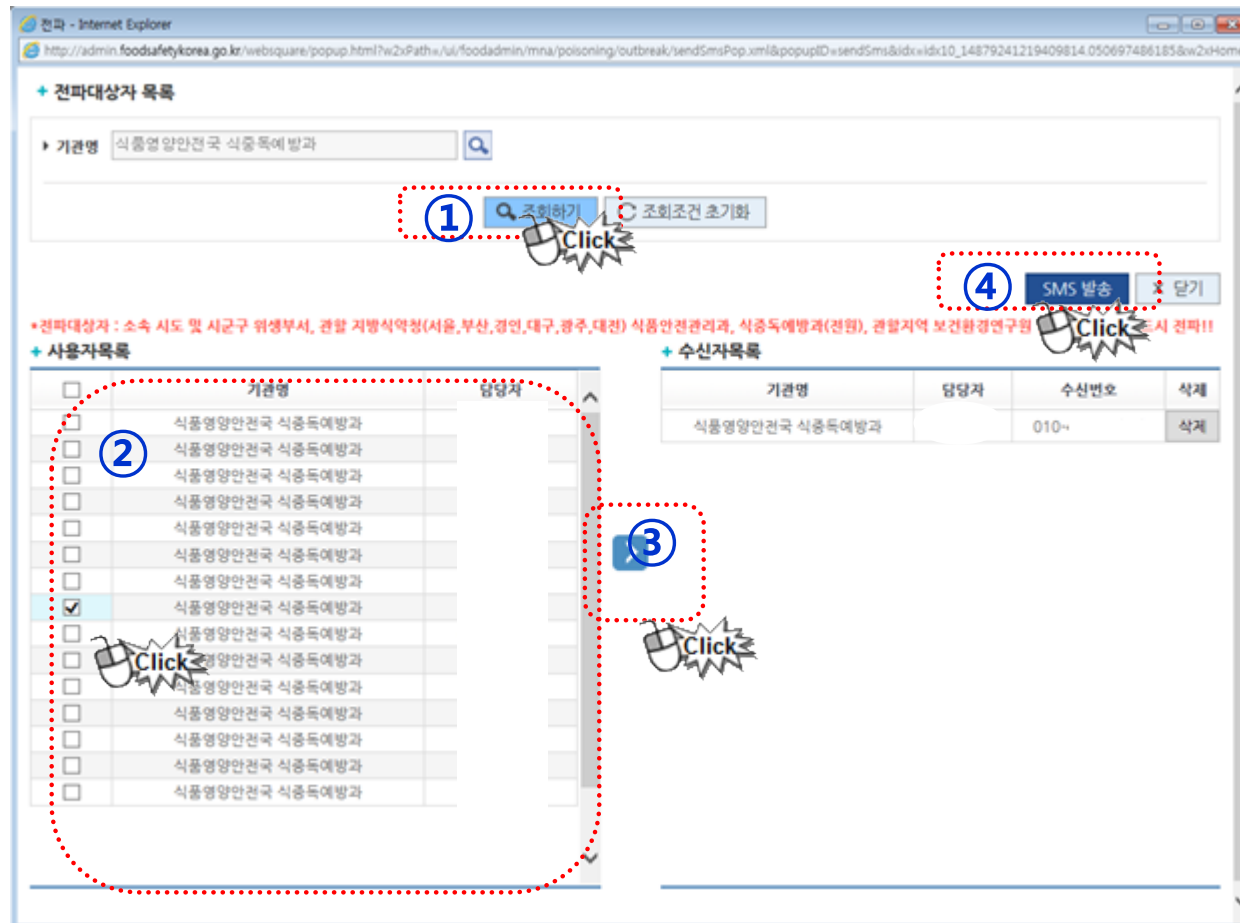 전파 - Internet Explorer
http://admin.foodsafetykorea.go.kr/websquare/popup.html?w2xPath=/ui/foodadmin/mna/poisoning/outbreak/sendSmsPop.xml&popupID=sendSms&idx=idx10_14879241219409814.050697486185&w2xHome
+ 전파대상자 목록
기관명 식품영양안전국 식중독예방과
① 조회하기 조회조건 초기화
Click
④ SMS 발송 × 닫기
Click
*전파대상자 : 소속 시도 및 시군구 위생부서, 관할 지방식약청(서울,부산,경인,대구,광주,대전) 식품안전관리과, 식중독예방과(전원), 관할지역 보건환경연구원 드시 전파!!
+ 사용자목록
기관명 담당자
식품영양안전국 식중독예방과
② 식품영양안전국 식중독예방과
식품영양안전국 식중독예방과
식품영양안전국 식중독예방과
식품영양안전국 식중독예방과
식품영양안전국 식중독예방과
식품영양안전국 식중독예방과
식품영양안전국 식중독예방과
식품영양안전국 식중독예방과
Click 식품영양안전국 식중독예방과
식품영양안전국 식중독예방과
식품영양안전국 식중독예방과
식품영양안전국 식중독예방과
식품영양안전국 식중독예방과
식품영양안전국 식중독예방과
③
Click
+ 수신자목록
기관명 담당자 수신번호 삭제
식품영양안전국 식중독예방과 010- 삭제